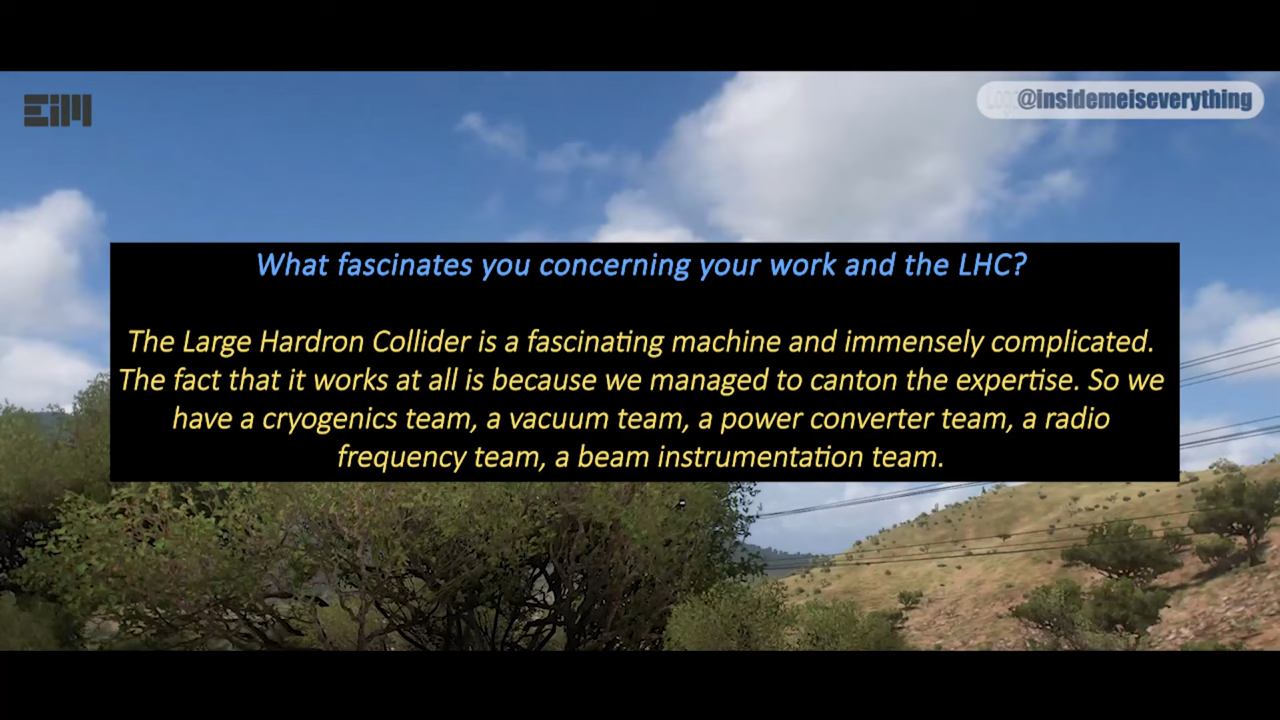 EiM
@insidemeiseverything
What fascinates you concerning your work and the LHC?
The Large Hardron Collider is a fascinating machine and immensely complicated.
The fact that it works at all is because we managed to canton the expertise. So we
have a cryogenics team, a vacuum team, a power converter team, a radio
frequency team, a beam instrumentation team.